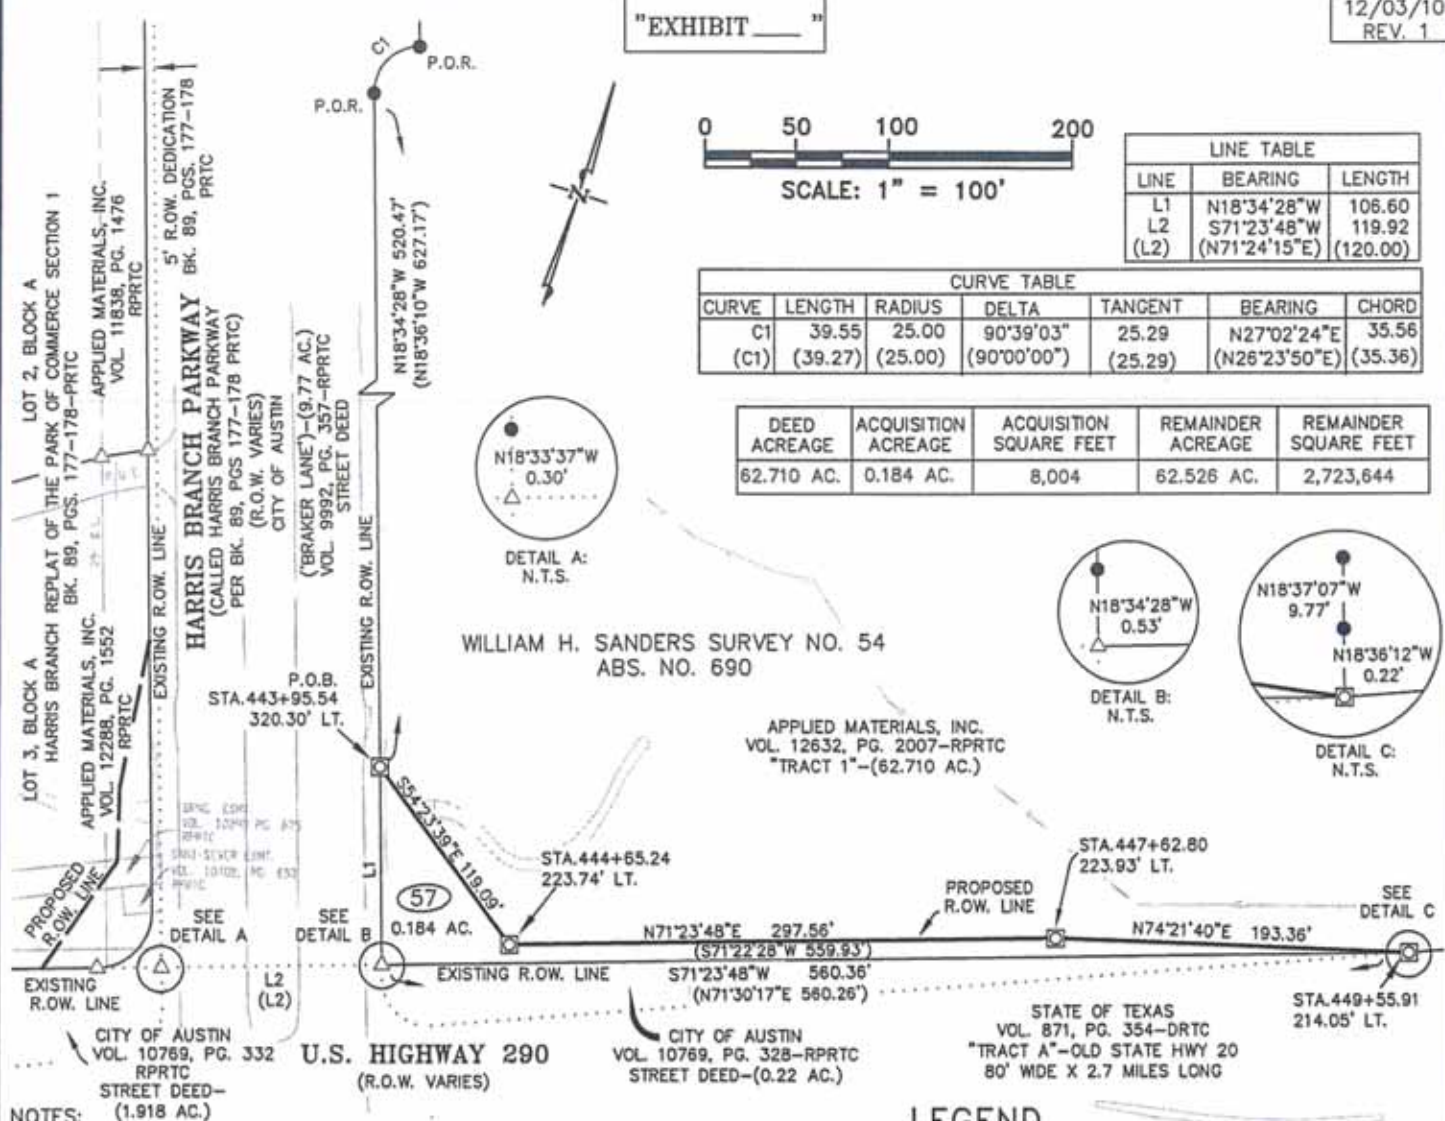 "EXHIBIT ____ "
12/03/10
REV. 1
C1
P.O.R.
P.O.R.
0 50 100 200
SCALE: 1" = 100'
N
LINE TABLE
LINE BEARING LENGTH
L1 N18°34'28"W 106.60
L2 S71°23'48"W 119.92
(L2) (N71°24'15"E) (120.00)
CURVE TABLE
CURVE LENGTH RADIUS DELTA TANGENT BEARING CHORD
C1 39.55 25.00 90°39'03" 25.29 N27°02'24"E 35.56
(C1) (39.27) (25.00) (90°00'00") (25.29) (N26°23'50"E) (35.36)
DEED ACREAGE ACQUISITION ACREAGE ACQUISITION SQUARE FEET REMAINDER ACREAGE REMAINDER SQUARE FEET
62.710 AC. 0.184 AC. 8,004 62.526 AC. 2,723,644
LOT 2, BLOCK A
LOT 3, BLOCK A
HARRIS BRANCH REPLAT OF THE PARK OF COMMERCE SECTION 1
BK. 89, PGS. 177-178-PRTC
APPLIED MATERIALS, INC.
VOL. 11838, PG. 1476
RPRTC
APPLIED MATERIALS, INC.
VOL. 12288, PG. 1552
RPRTC
5' R.O.W. DEDICATION
BK. 89, PGS. 177-178
PRTC
EXISTING R.O.W. LINE
HARRIS BRANCH PARKWAY
(CALLED HARRIS BRANCH PARKWAY
PER BK. 89, PGS 177-178 PRTC)
(R.O.W. VARIES)
CITY OF AUSTIN
("BRAKER LANE")-(9.77 AC.)
VOL. 9992, PG. 357-RPRTC
STREET DEED
EXISTING R.O.W. LINE
N18°34'28"W 520.47'
(N18°36'10"W 627.17')
N18°33'37"W
0.30'
DETAIL A:
N.T.S.
N18°34'28"W
0.53'
DETAIL B:
N.T.S.
N18°37'07"W
9.77'
N18°36'12"W
0.22'
DETAIL C:
N.T.S.
WILLIAM H. SANDERS SURVEY NO. 54
ABS. NO. 690
P.O.B.
STA.443+95.54
320.30' LT.
APPLIED MATERIALS, INC.
VOL. 12632, PG. 2007-RPRTC
"TRACT 1"-(62.710 AC.)
S54°23'39"E 119.09'
L1
STA.444+65.24
223.74' LT.
STA.447+62.80
223.93' LT.
PROPOSED
R.O.W. LINE
57
0.184 AC.
PROPOSED
R.O.W. LINE
SEE
DETAIL A
SEE
DETAIL B
SEE
DETAIL C
N71°23'48"E 297.56'
N74°21'40"E 193.36'
(S71°22'28"W 559.93')
EXISTING R.OW. LINE
S71°23'48"W 560.36'
(N71°30'17"E 560.26')
EXISTING
R.OW. LINE
L2
(L2)
STA.449+55.91
214.05' LT.
CITY OF AUSTIN
VOL. 10769, PG. 332
RPRTC
STREET DEED-
(1.918 AC.)
U.S. HIGHWAY 290
(R.O.W. VARIES)
CITY OF AUSTIN
VOL. 10769, PG. 328-RPRTC
STREET DEED-(0.22 AC.)
STATE OF TEXAS
VOL. 871, PG. 354-DRTC
"TRACT A"-OLD STATE HWY 20
80' WIDE X 2.7 MILES LONG
NOTES:
LEGEND